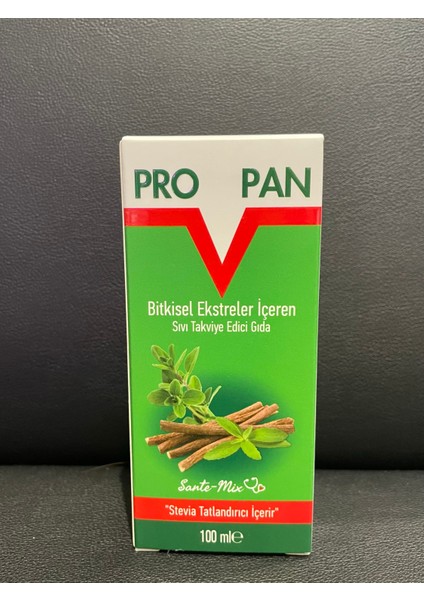 PRO PAN
Bitkisel Ekstreler İçeren
Sıvı Takviye Edici Gıda
Sante-Mix
"Stevia Tatlandırıcı İçerir"
100 ml℮